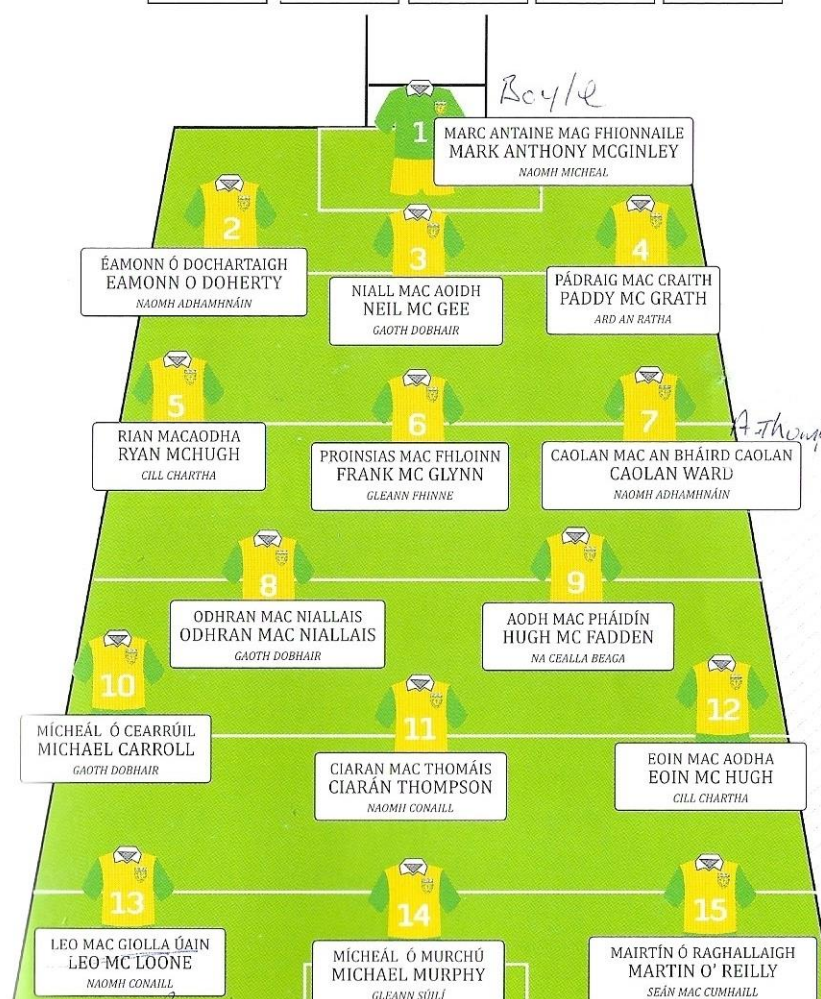 Boyle
1
MARC ANTAINE MAG FHIONNAILE
MARK ANTHONY MCGINLEY
NAOMH MICHEAL
2
ÉAMONN Ó DOCHARTAIGH
EAMONN O DOHERTY
NAOMH ADHAMHNÁIN
3
NIALL MAC AOIDH
NEIL MC GEE
GAOTH DOBHAIR
4
PÁDRAIG MAC CRAITH
PADDY MC GRATH
ARD AN RATHA
5
RIAN MACAODHA
RYAN MCHUGH
CILL CHARTHA
6
PROINSIAS MAC FHLOINN
FRANK MC GLYNN
GLEANN FHINNE
7
A.Thom
CAOLAN MAC AN BHÁIRD CAOLAN
CAOLAN WARD
NAOMH ADHAMHNÁIN
8
ODHRAN MAC NIALLAIS
ODHRAN MAC NIALLAIS
GAOTH DOBHAIR
9
AODH MAC PHÁIDÍN
HUGH MC FADDEN
NA CEALLA BEAGA
10
MÍCHEÁL Ó CEARRÚIL
MICHAEL CARROLL
GAOTH DOBHAIR
11
CIARAN MAC THOMÁIS
CIARÁN THOMPSON
NAOMH CONAILL
12
EOIN MAC AODHA
EOIN MC HUGH
CILL CHARTHA
13
LEO MAC GIOLLA ÚAIN
LEO MC LOONE
NAOMH CONAILL
14
MÍCHEÁL Ó MURCHÚ
MICHAEL MURPHY
GLEANN SÚILÍ
15
MAIRTÍN Ó RAGHALLAIGH
MARTIN O' REILLY
SEÁN MAC CUMHAILL